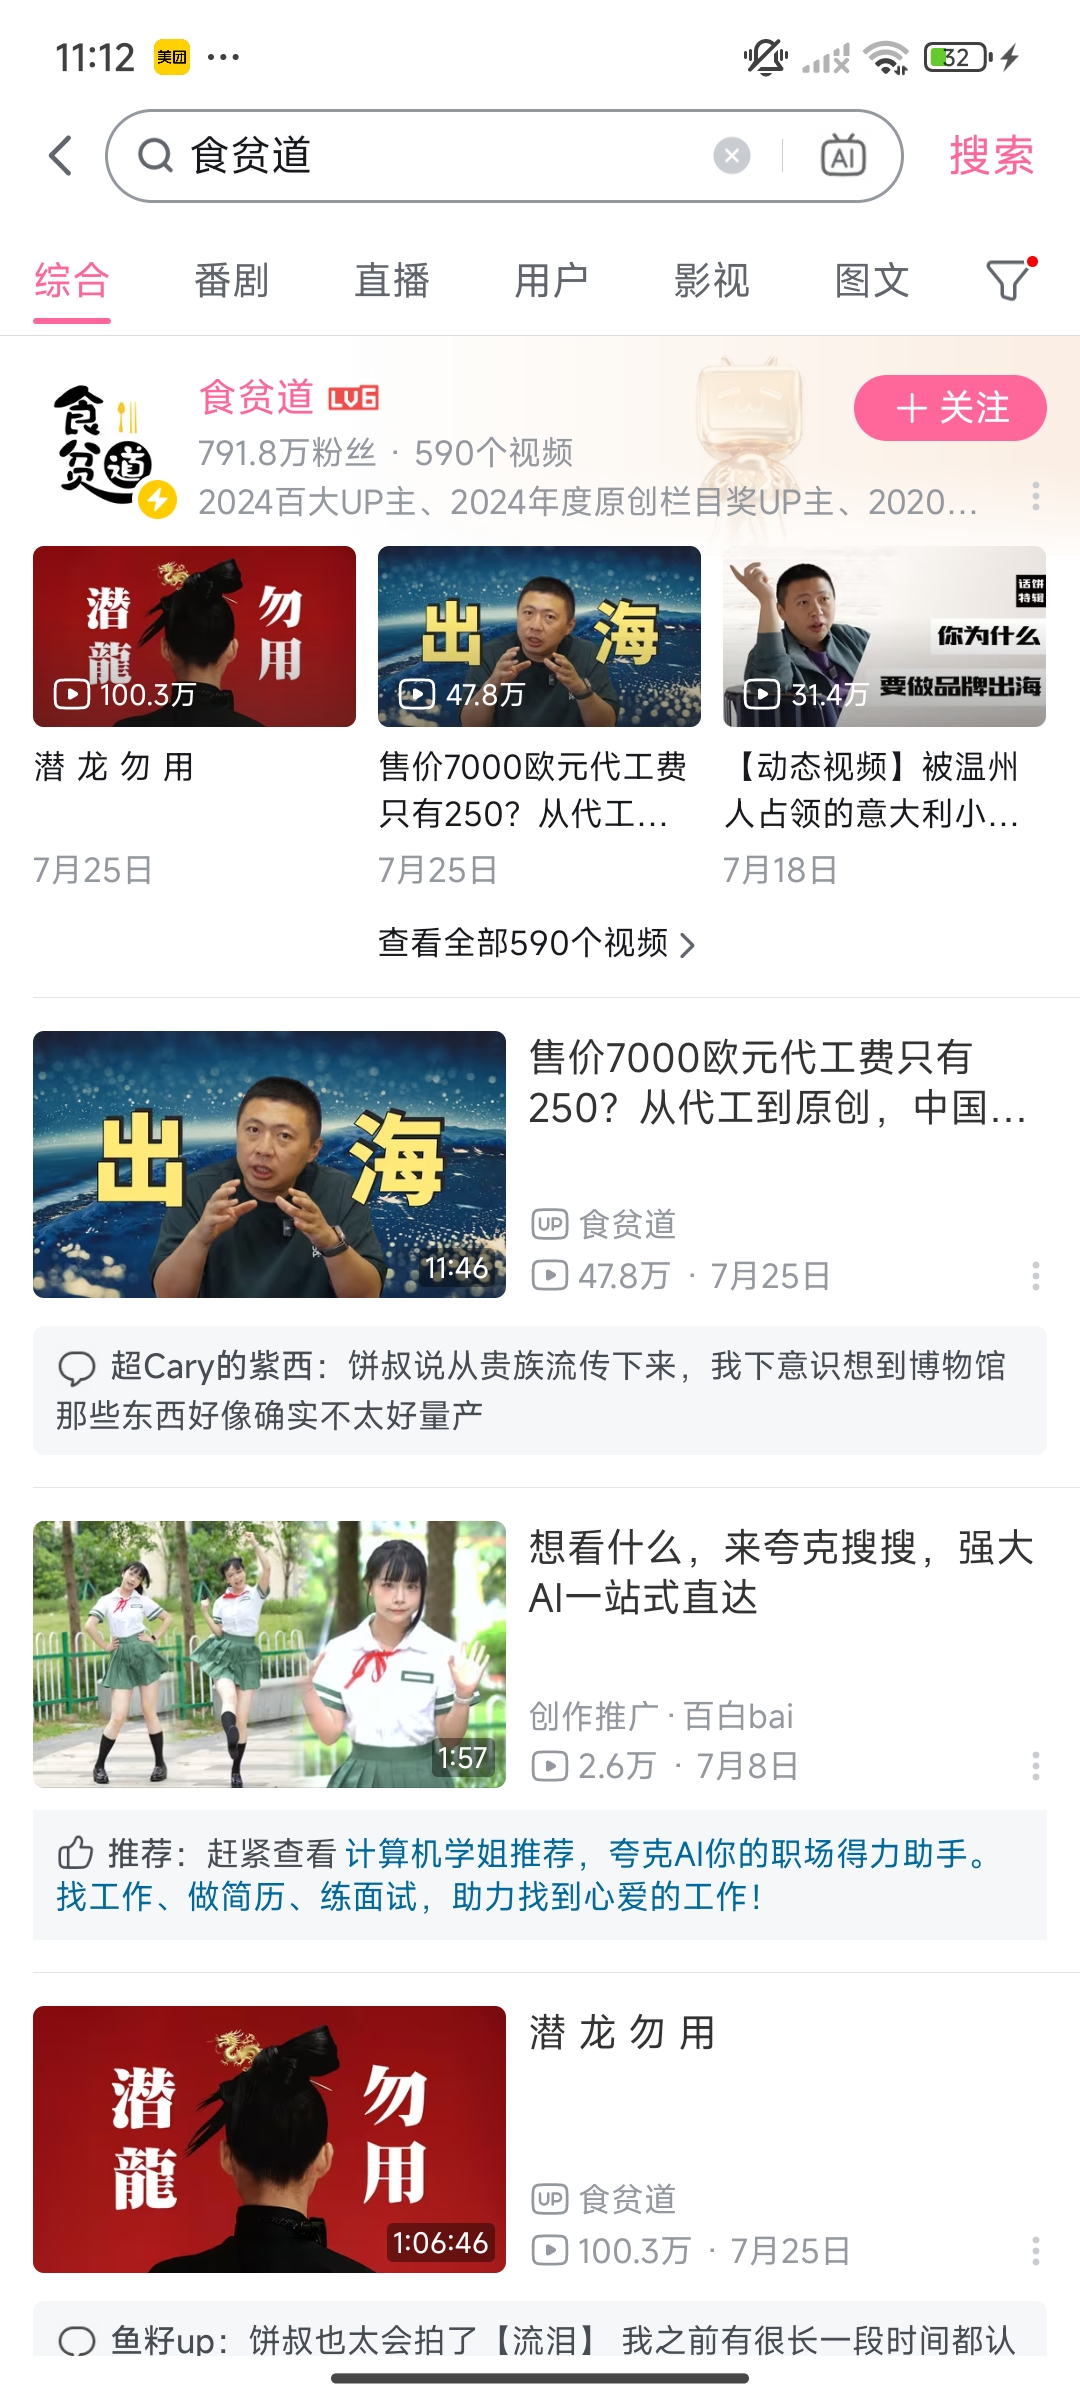 11:12 美团 ...
32
食贫道 AI 搜索
综合 番剧 直播 用户 影视 图文
食贫道
食贫道 LV6
791.8万粉丝 · 590个视频
2024百大UP主、2024年度原创栏目奖UP主、2020...
+ 关注
潜龍 勿用
100.3万
出海
47.8万
话饼特辑
你为什么
要做品牌出海
31.4万
潜 龙 勿 用
7月25日
售价7000欧元代工费
只有250？从代工...
7月25日
【动态视频】被温州
人占领的意大利小...
7月18日
查看全部590个视频
出海
11:46
售价7000欧元代工费只有
250？从代工到原创，中国...
UP 食贫道
47.8万 · 7月25日
超Cary的紫西：饼叔说从贵族流传下来，我下意识想到博物馆
那些东西好像确实不太好量产
1:57
想看什么，来夸克搜搜，强大
AI一站式直达
创作推广·百白bai
2.6万 · 7月8日
推荐：赶紧查看 计算机学姐推荐，夸克AI你的职场得力助手。
找工作、做简历、练面试，助力找到心爱的工作！
潜龍 勿用
1:06:46
潜 龙 勿 用
UP 食贫道
100.3万 · 7月25日
鱼籽up：饼叔也太会拍了【流泪】 我之前有很长一段时间都认